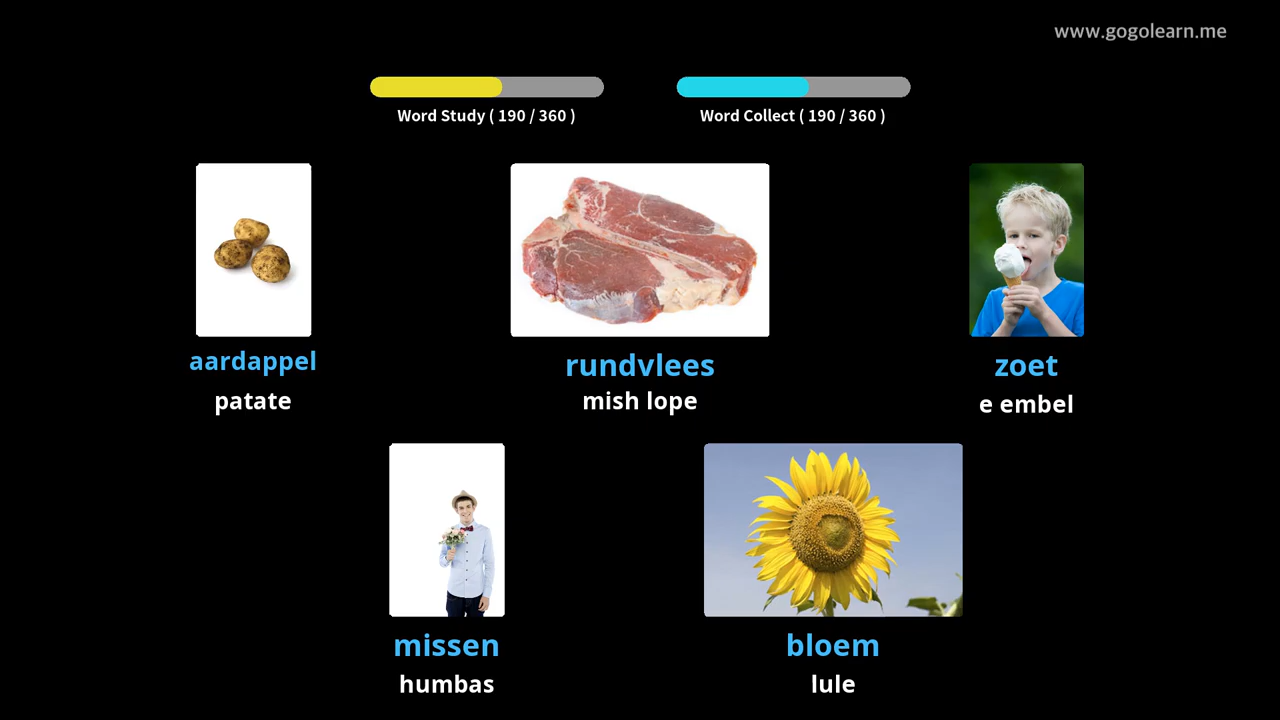 www.gogolearn.me
Word Study ( 190 / 360 )
Word Collect ( 190 / 360 )
aardappel
patate
rundvlees
mish lope
zoet
e embel
missen
humbas
bloem
lule